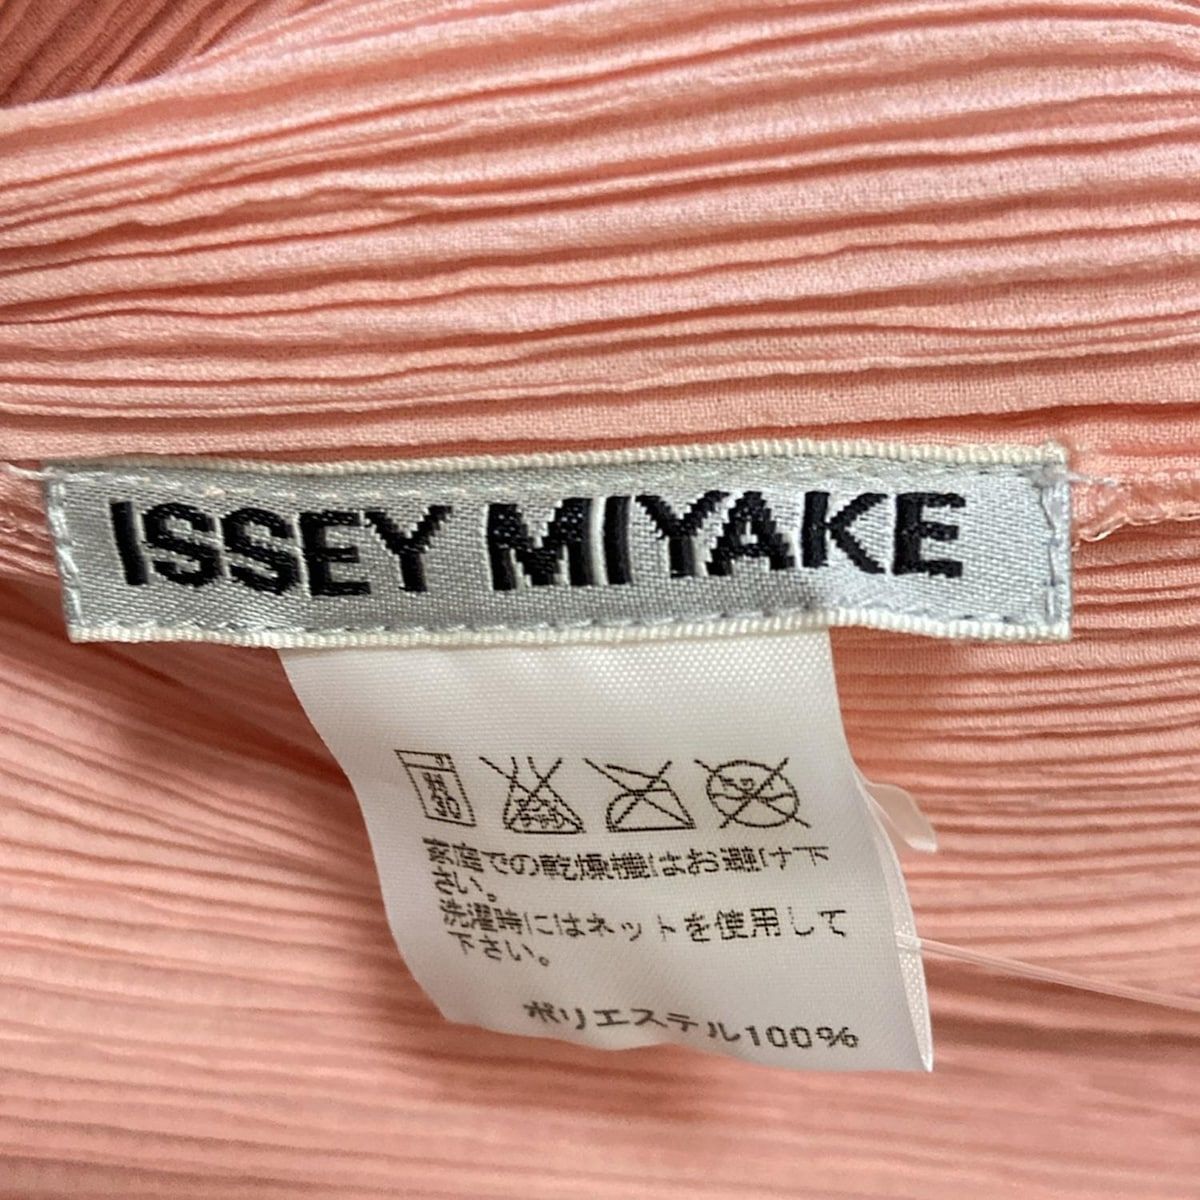 ISSEY MIYAKE
家庭での乾燥機はお避け下
さい。
洗濯時にはネットを使用して
下さい。
ポリエステル100%